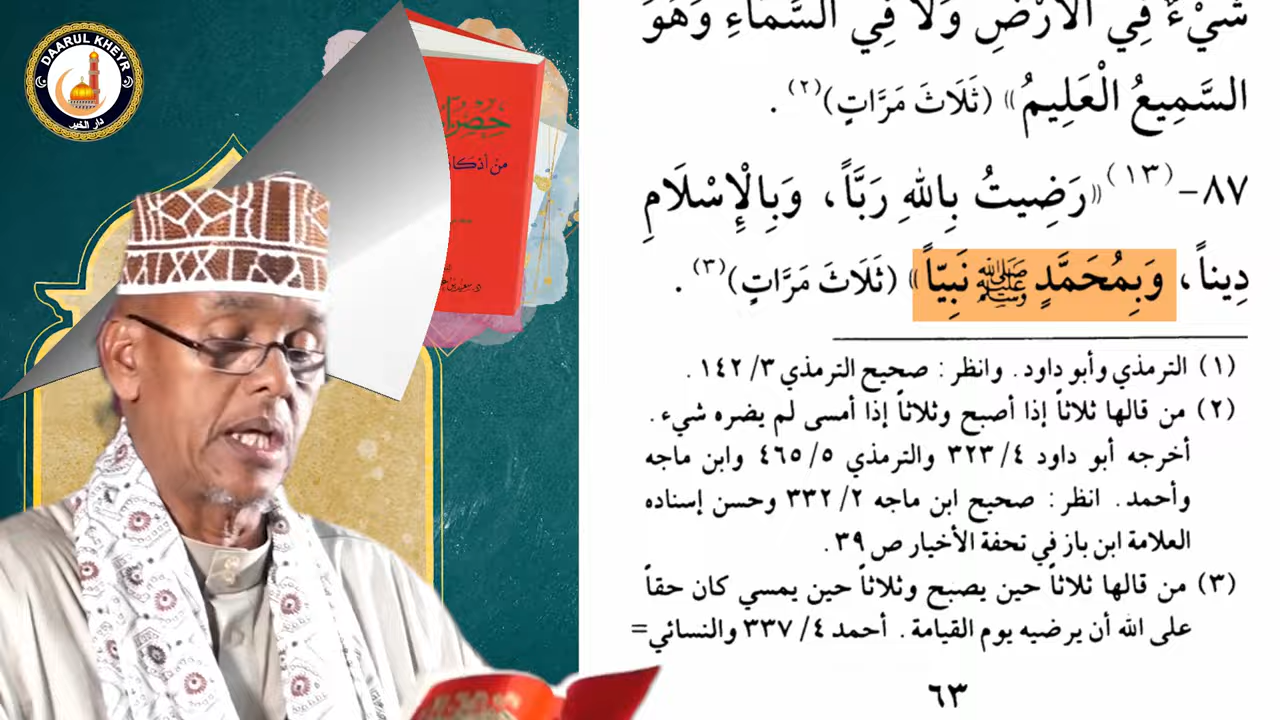 DAARUL KHEYR
دار الخير
من أذكا
شَيْءٌ فِي الْأَرْضِ وَلَا فِي السَّمَاءِ وَهُوَ
السَّمِيعُ الْعَلِيمُ)) (ثَلَاثَ مَرَّاتٍ)(٢) .
٨٧- (١٣) ((رَضِيتُ بِاللهِ رَبَّاً، وَبِالْإِسْلَامِ
دِيناً، وَبِمُحَمَّدٍ ﷺ نَبِيّاً)) (ثَلَاثَ مَرَّاتٍ)(٣) .
(١) الترمذي وأبو داود. وانظر: صحيح الترمذي ٣/ ١٤٢ .
(٢) من قالها ثلاثاً إذا أصبح وثلاثاً إذا أمسى لم يضره شيء.
أخرجه أبو داود ٤/ ٣٢٣ والترمذي ٥/ ٤٦٥ وابن ماجه
وأحمد. انظر: صحيح ابن ماجه ٢/ ٣٣٢ وحسن إسناده
العلامة ابن باز في تحفة الأخيار ص ٣٩.
(٣) من قالها ثلاثاً حين يصبح وثلاثاً حين يمسي كان حقاً
على الله أن يرضيه يوم القيامة. أحمد ٤/ ٣٣٧ والنسائي=
٦٣